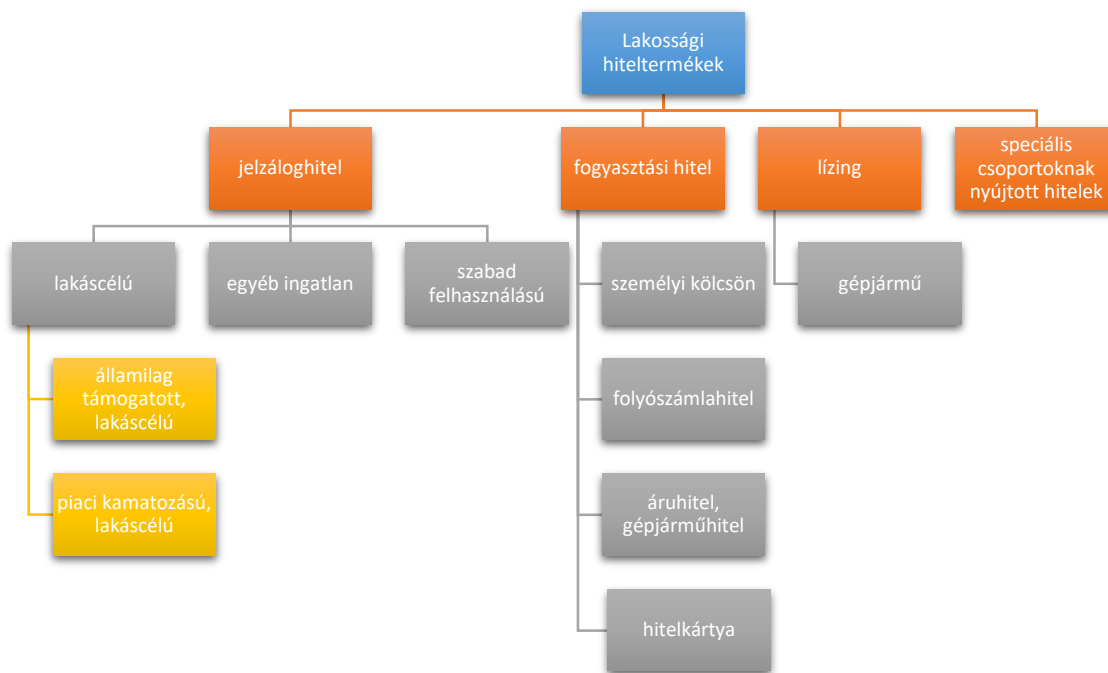 Lakossági
hiteltermékek
jelzáloghitel
fogyasztási hitel
lízing
speciális
csoportoknak
nyújtott hitelek
lakáscélú
egyéb ingatlan
szabad
felhasználású
személyi kölcsön
gépjármű
államilag
támogatott,
lakáscélú
folyószámlahitel
piaci kamatozású,
lakáscélú
áruhitel,
gépjárműhitel
hitelkártya